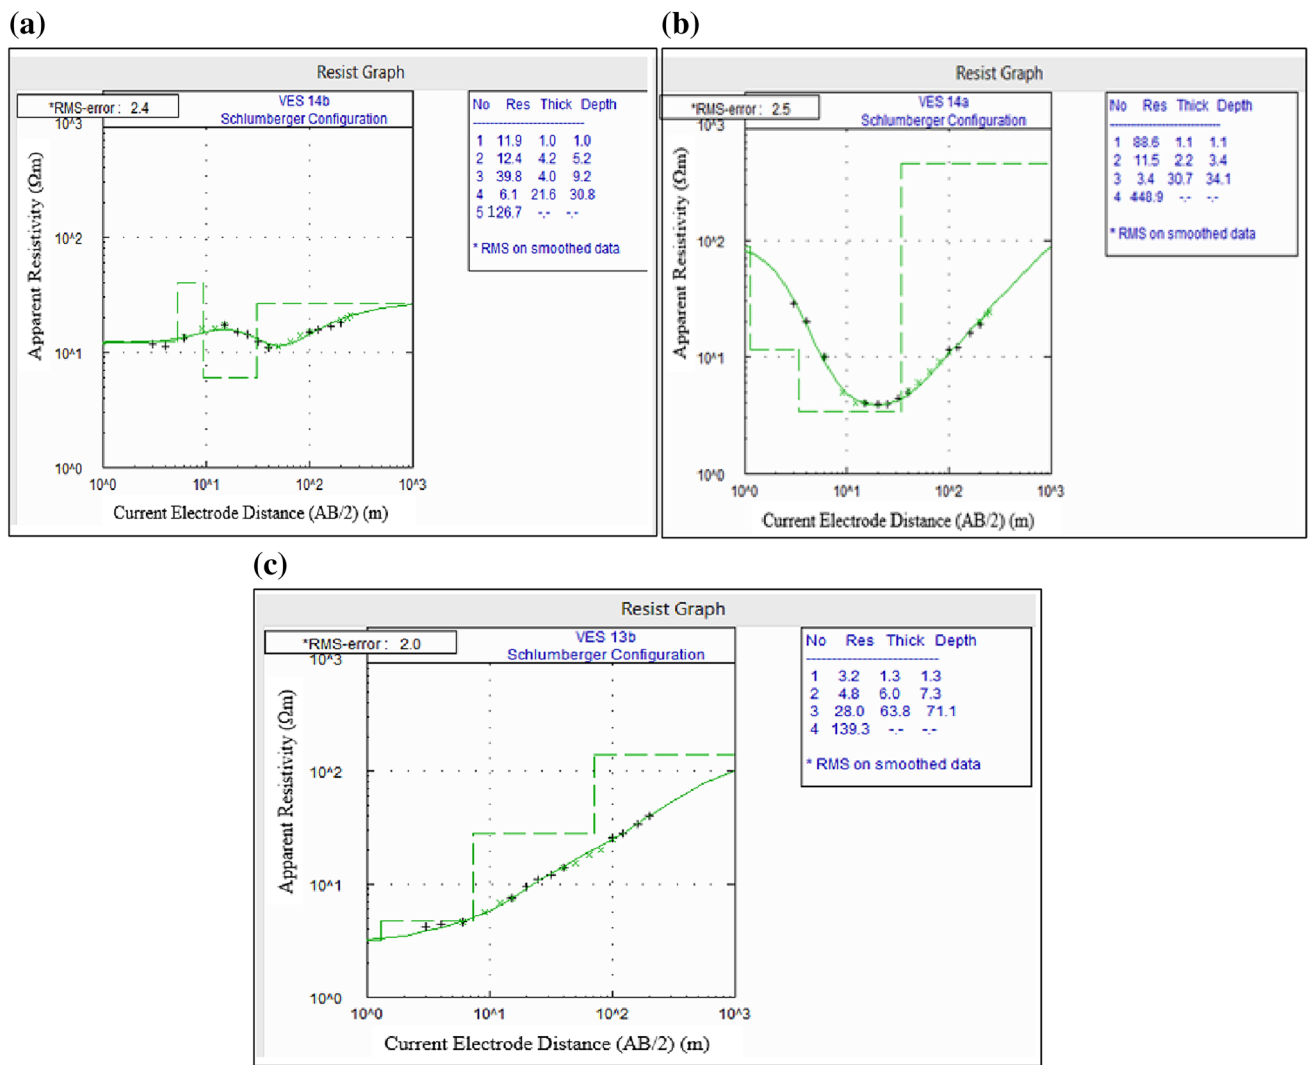 (a)
Resist Graph
*RMS-error : 2.4
VES 14b
Schlumberger Configuration
Apparent Resistivity (Ωm)
10^3
10^2
10^1
10^0
10^0 10^1 10^2 10^3
Current Electrode Distance (AB/2) (m)
No Res Thick Depth
1 11.9 1.0 1.0
2 12.4 4.2 5.2
3 39.8 4.0 9.2
4 6.1 21.6 30.8
5 126.7 -.- -.-
* RMS on smoothed data
(b)
Resist Graph
*RMS-error : 2.5
VES 14a
Schlumberger Configuration
Apparent Resistivity (Ωm)
10^3
10^2
10^1
10^0
10^0 10^1 10^2 10^3
Current Electrode Distance (AB/2) (m)
No Res Thick Depth
1 88.6 1.1 1.1
2 11.5 2.2 3.4
3 3.4 30.7 34.1
4 448.9 -.- -.-
* RMS on smoothed data
(c)
Resist Graph
*RMS-error : 2.0
VES 13b
Schlumberger Configuration
Apparent Resistivity (Ωm)
10^3
10^2
10^1
10^0
10^0 10^1 10^2 10^3
Current Electrode Distance (AB/2) (m)
No Res Thick Depth
1 3.2 1.3 1.3
2 4.8 6.0 7.3
3 28.0 63.8 71.1
4 139.3 -.- -.-
* RMS on smoothed data